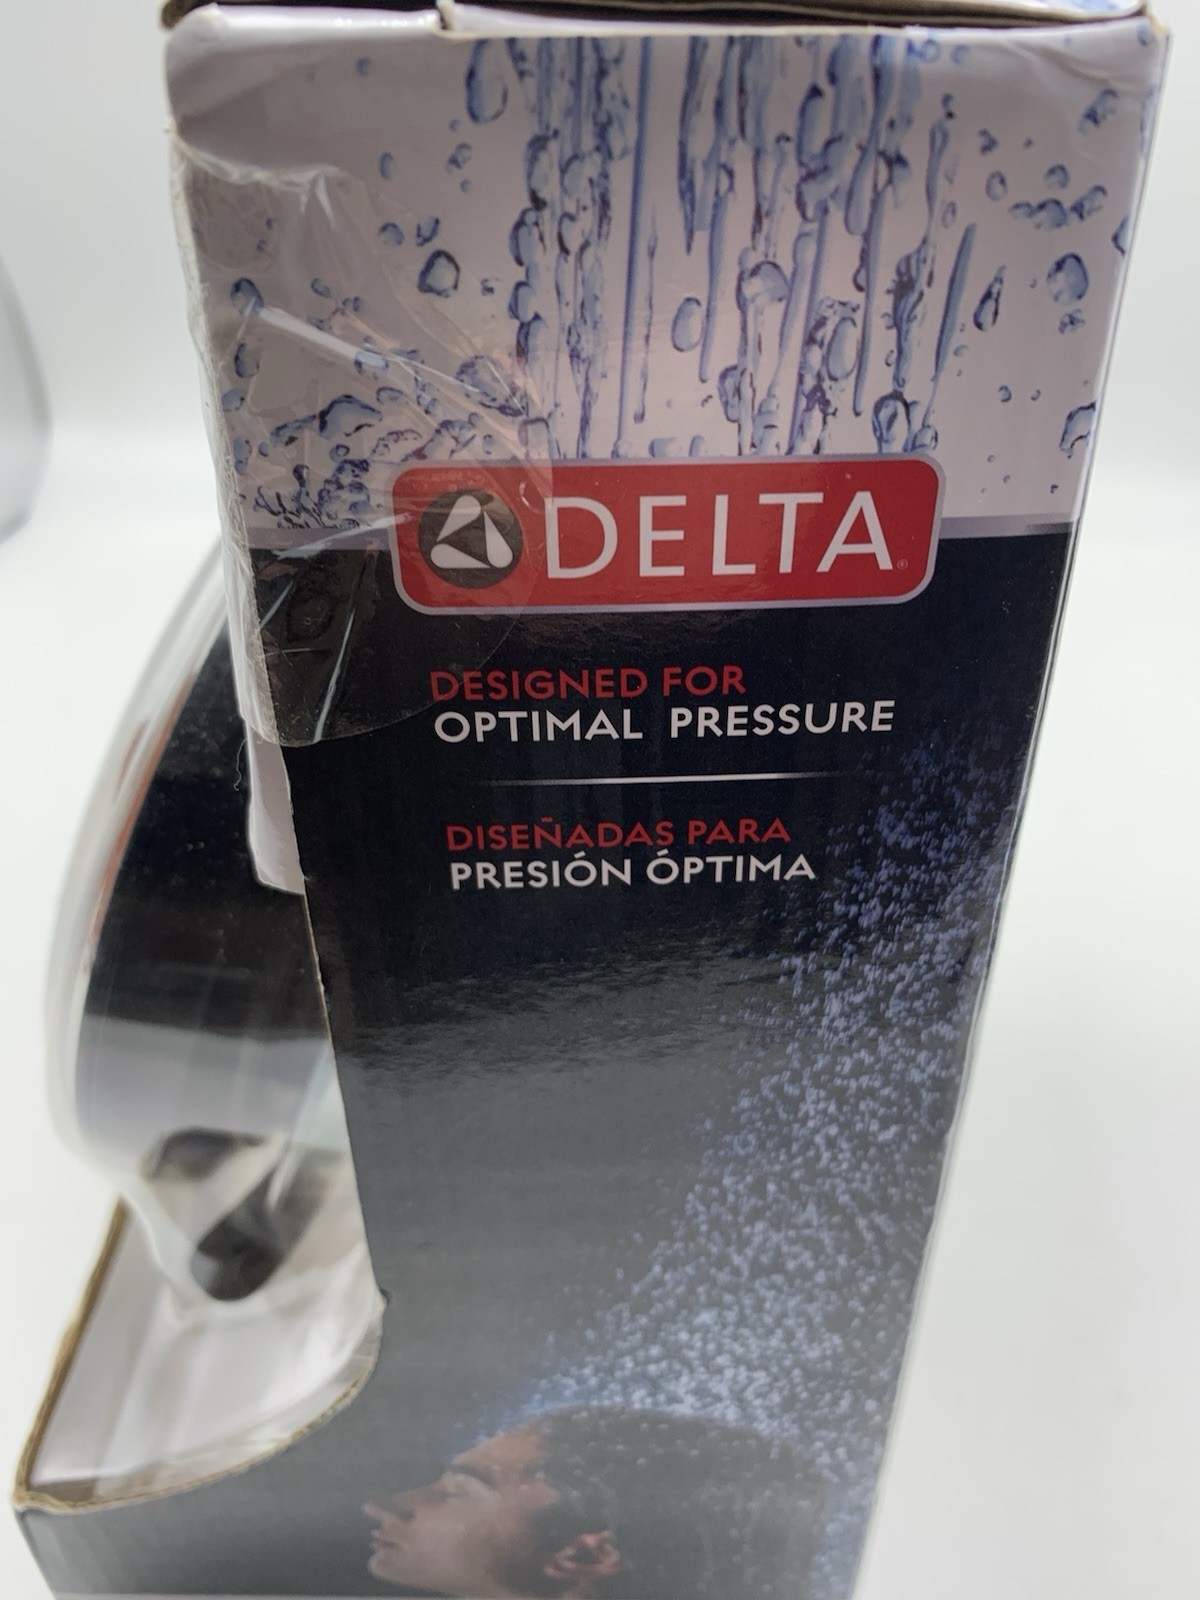 DELTA®
DESIGNED FOR
OPTIMAL PRESSURE
DISEÑADAS PARA
PRESIÓN ÓPTIMA